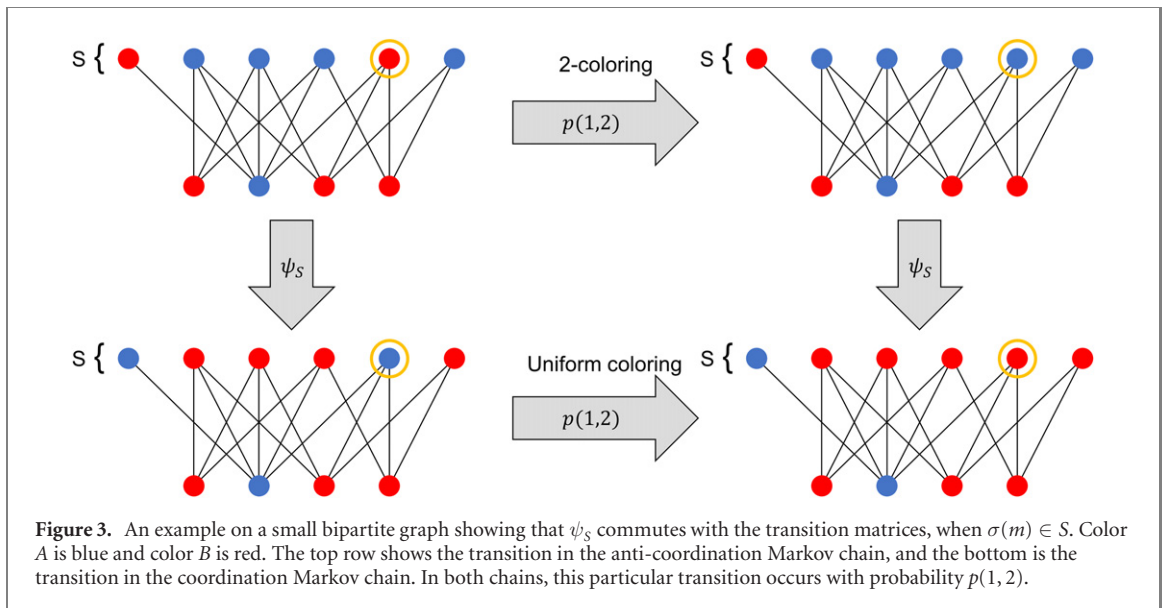 S {
2-coloring
S {
p(1,2)
ψ_S
ψ_S
S {
Uniform coloring
S {
p(1,2)
Figure 3. An example on a small bipartite graph showing that ψ_S commutes with the transition matrices, when σ(m) ∈ S. Color
A is blue and color B is red. The top row shows the transition in the anti-coordination Markov chain, and the bottom is the
transition in the coordination Markov chain. In both chains, this particular transition occurs with probability p(1, 2).